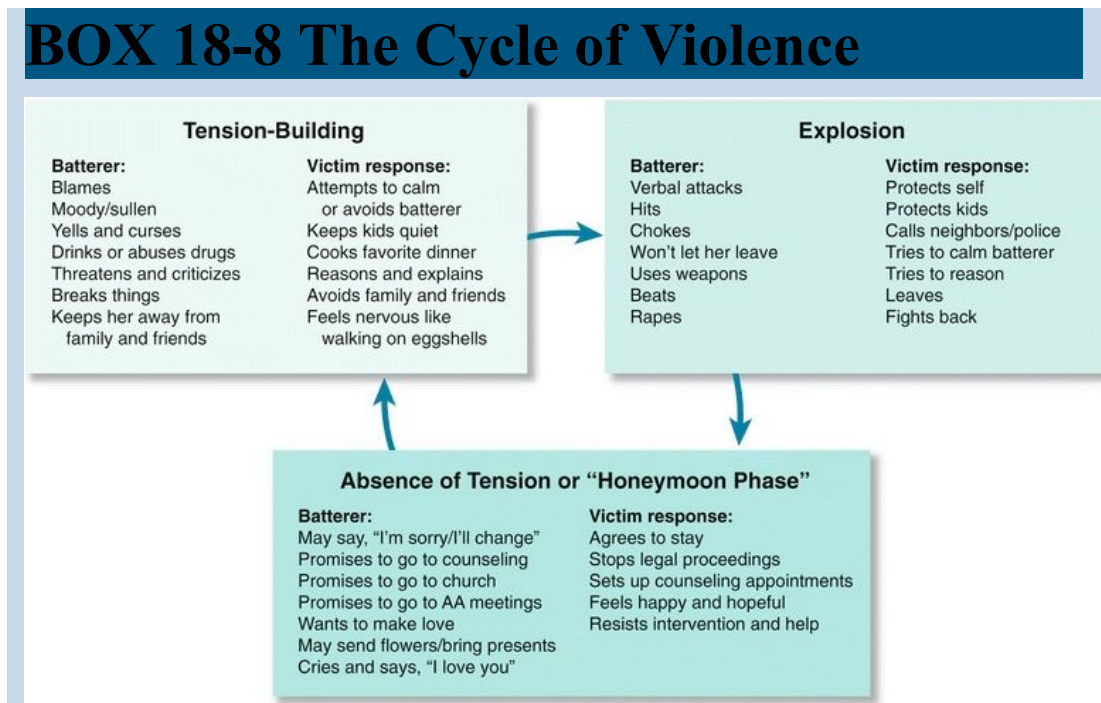 BOX 18-8 The Cycle of Violence
Tension-Building
Batterer:
Blames
Moody/sullen
Yells and curses
Drinks or abuses drugs
Threatens and criticizes
Breaks things
Keeps her away from
family and friends
Victim response:
Attempts to calm
or avoids batterer
Keeps kids quiet
Cooks favorite dinner
Reasons and explains
Avoids family and friends
Feels nervous like
walking on eggshells
Explosion
Batterer:
Verbal attacks
Hits
Chokes
Won't let her leave
Uses weapons
Beats
Rapes
Victim response:
Protects self
Protects kids
Calls neighbors/police
Tries to calm batterer
Tries to reason
Leaves
Fights back
Absence of Tension or “Honeymoon Phase”
Batterer:
May say, “I'm sorry/I'll change”
Promises to go to counseling
Promises to go to church
Promises to go to AA meetings
Wants to make love
May send flowers/bring presents
Cries and says, “I love you”
Victim response:
Agrees to stay
Stops legal proceedings
Sets up counseling appointments
Feels happy and hopeful
Resists intervention and help